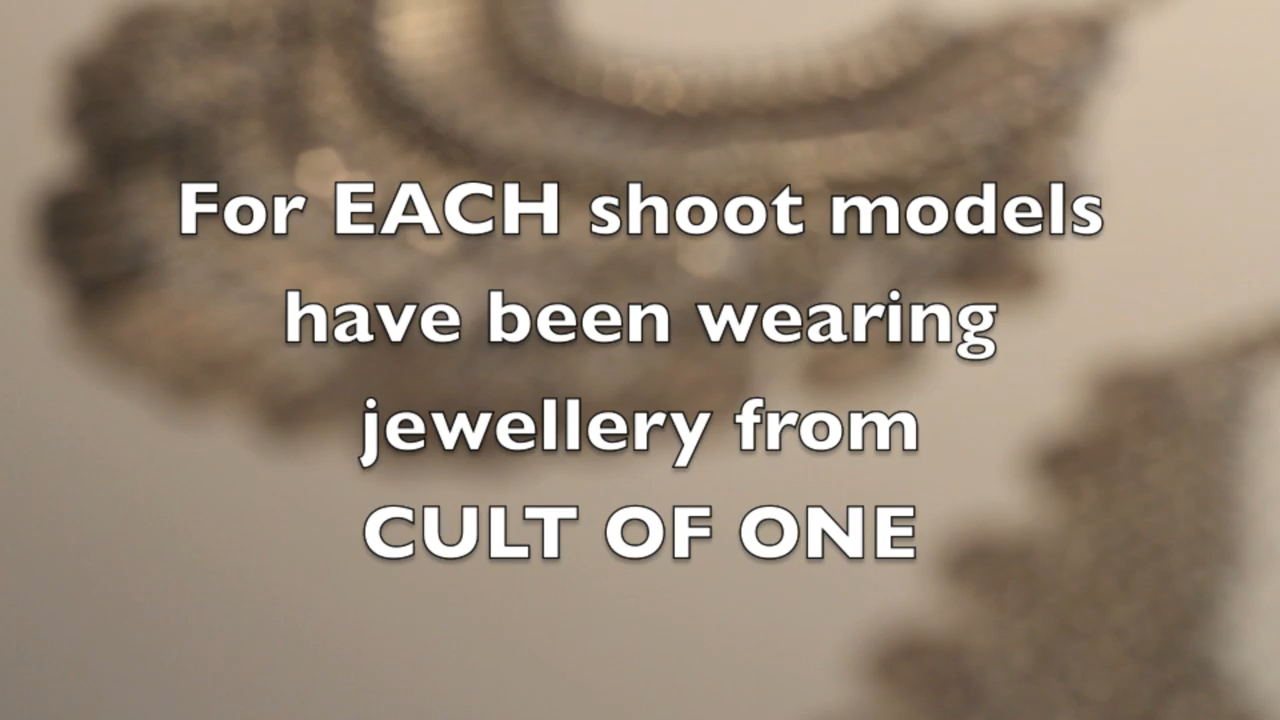 For EACH shoot models
have been wearing
jewellery from
CULT OF ONE